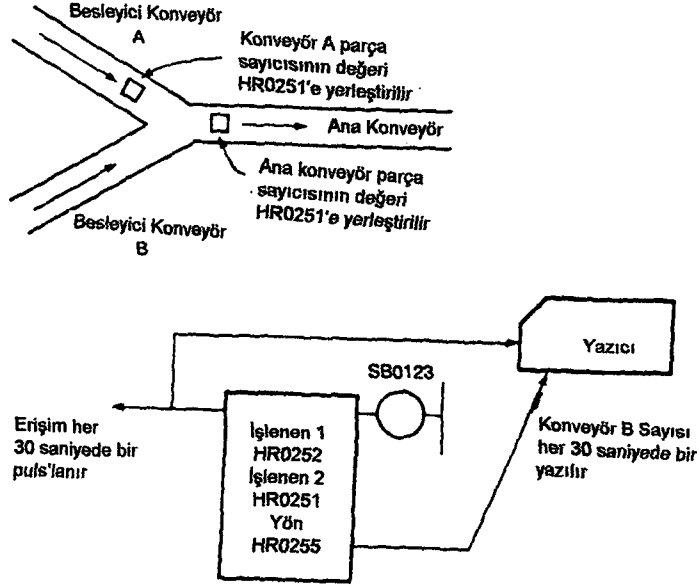 Besleyici Konveyör
A
Konveyör A parça
sayıcısının değeri
HR0251'e yerleştirilir
Ana Konveyör
Ana konveyör parça
sayıcısının değeri
HR0251'e yerleştirilir
Besleyici Konveyör
B
Yazıcı
SB0123
Erişim her
30 saniyede bir
puls'lanır
İşlenen 1
HR0252
İşlenen 2
HR0251
Yön
HR0255
Konveyör B Sayısı
her 30 saniyede bir
yazılır